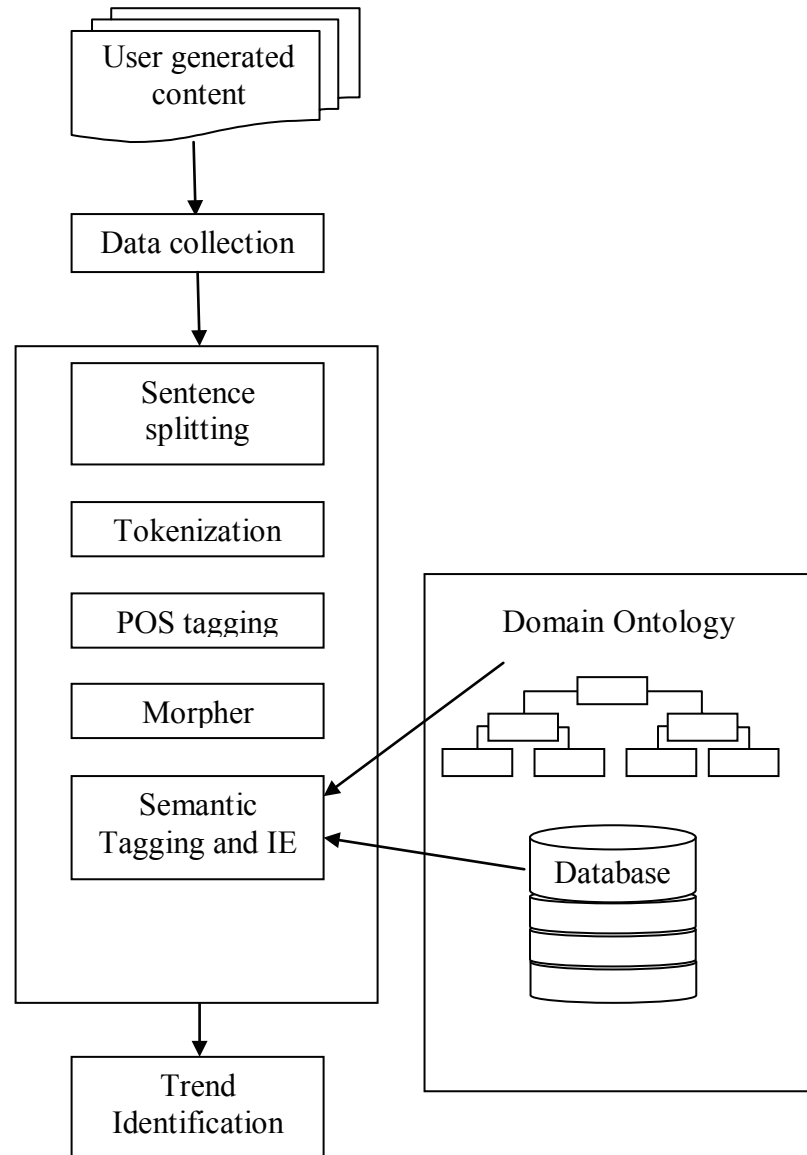 User generated
content
Data collection
Sentence
splitting
Tokenization
POS tagging
Morpher
Semantic
Tagging and IE
Domain Ontology
Database
Trend
Identification